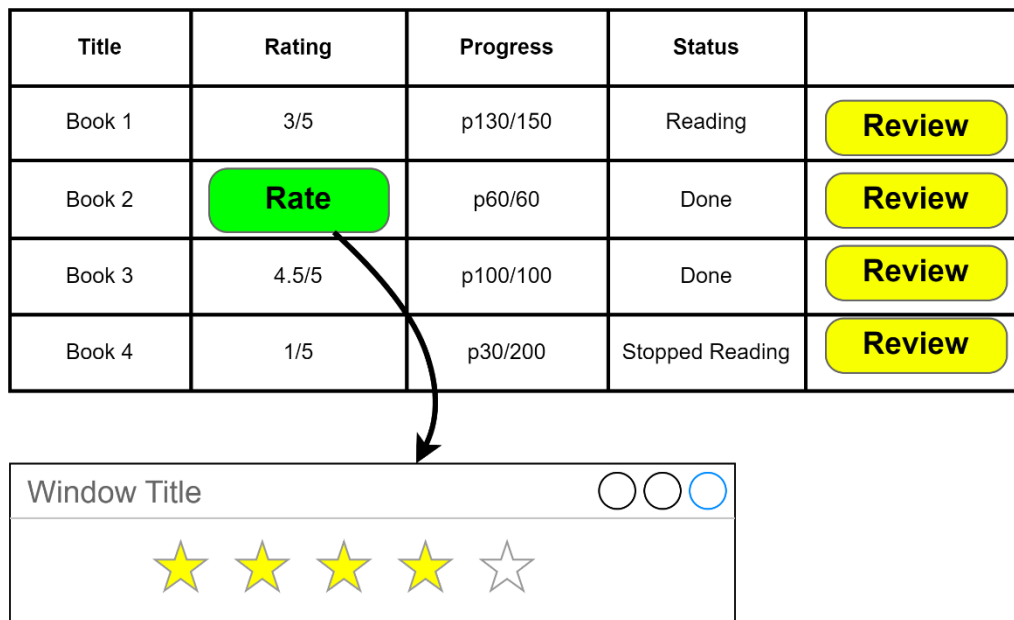 Title Rating Progress Status
Book 1 3/5 p130/150 Reading Review
Book 2 Rate p60/60 Done Review
Book 3 4.5/5 p100/100 Done Review
Book 4 1/5 p30/200 Stopped Reading Review
Window Title